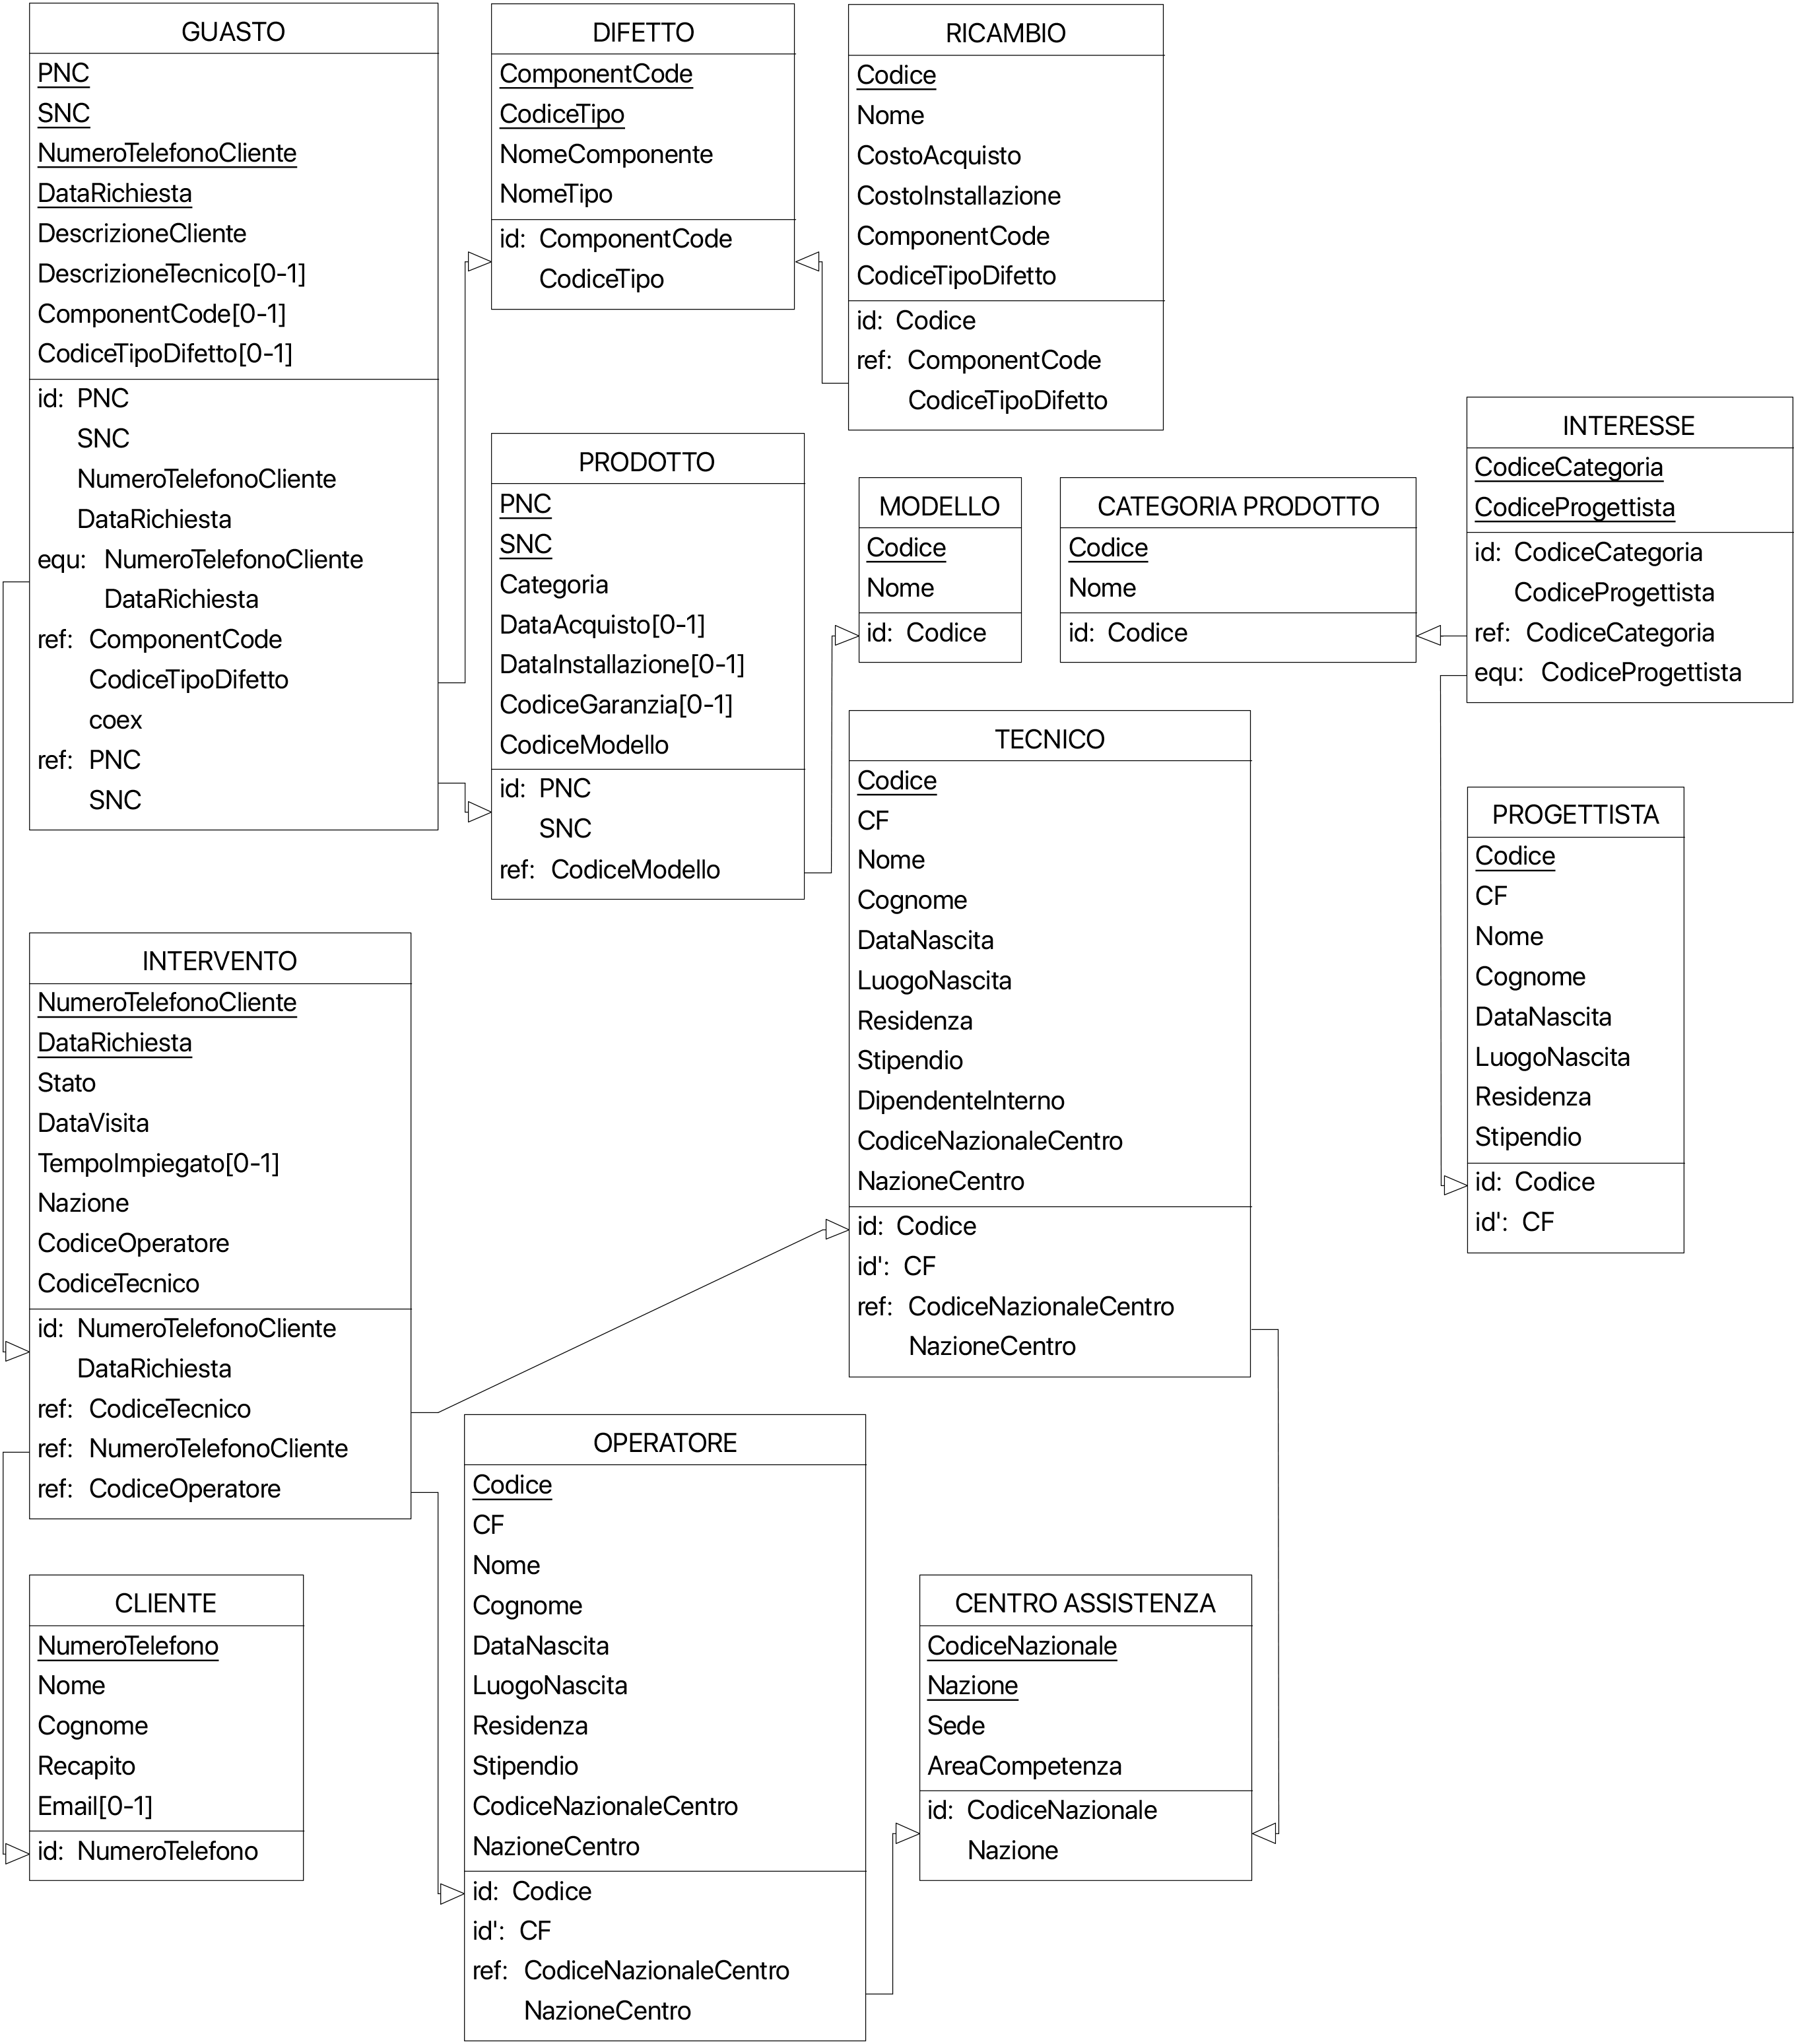 GUASTO
PNC
SNC
NumeroTelefonoCliente
DataRichiesta
DescrizioneCliente
DescrizioneTecnico[0-1]
ComponentCode[0-1]
CodiceTipoDifetto[0-1]
id: PNC
SNC
NumeroTelefonoCliente
DataRichiesta
equ: NumeroTelefonoCliente
DataRichiesta
ref: ComponentCode
CodiceTipoDifetto
coex
ref: PNC
SNC
DIFETTO
ComponentCode
CodiceTipo
NomeComponente
NomeTipo
id: ComponentCode
CodiceTipo
RICAMBIO
Codice
Nome
CostoAcquisto
CostoInstallazione
ComponentCode
CodiceTipoDifetto
id: Codice
ref: ComponentCode
CodiceTipoDifetto
PRODOTTO
PNC
SNC
Categoria
DataAcquisto[0-1]
DataInstallazione[0-1]
CodiceGaranzia[0-1]
CodiceModello
id: PNC
SNC
ref: CodiceModello
MODELLO
Codice
Nome
id: Codice
CATEGORIA PRODOTTO
Codice
Nome
id: Codice
INTERESSE
CodiceCategoria
CodiceProgettista
id: CodiceCategoria
CodiceProgettista
ref: CodiceCategoria
equ: CodiceProgettista
TECNICO
Codice
CF
Nome
Cognome
DataNascita
LuogoNascita
Residenza
Stipendio
DipendenteInterno
CodiceNazionaleCentro
NazioneCentro
id: Codice
id': CF
ref: CodiceNazionaleCentro
NazioneCentro
PROGETTISTA
Codice
CF
Nome
Cognome
DataNascita
LuogoNascita
Residenza
Stipendio
id: Codice
id': CF
INTERVENTO
NumeroTelefonoCliente
DataRichiesta
Stato
DataVisita
TempoImpiegato[0-1]
Nazione
CodiceOperatore
CodiceTecnico
id: NumeroTelefonoCliente
DataRichiesta
ref: CodiceTecnico
ref: NumeroTelefonoCliente
ref: CodiceOperatore
OPERATORE
Codice
CF
Nome
Cognome
DataNascita
LuogoNascita
Residenza
Stipendio
CodiceNazionaleCentro
NazioneCentro
id: Codice
id': CF
ref: CodiceNazionaleCentro
NazioneCentro
CLIENTE
NumeroTelefono
Nome
Cognome
Recapito
Email[0-1]
id: NumeroTelefono
CENTRO ASSISTENZA
CodiceNazionale
Nazione
Sede
AreaCompetenza
id: CodiceNazionale
Nazione